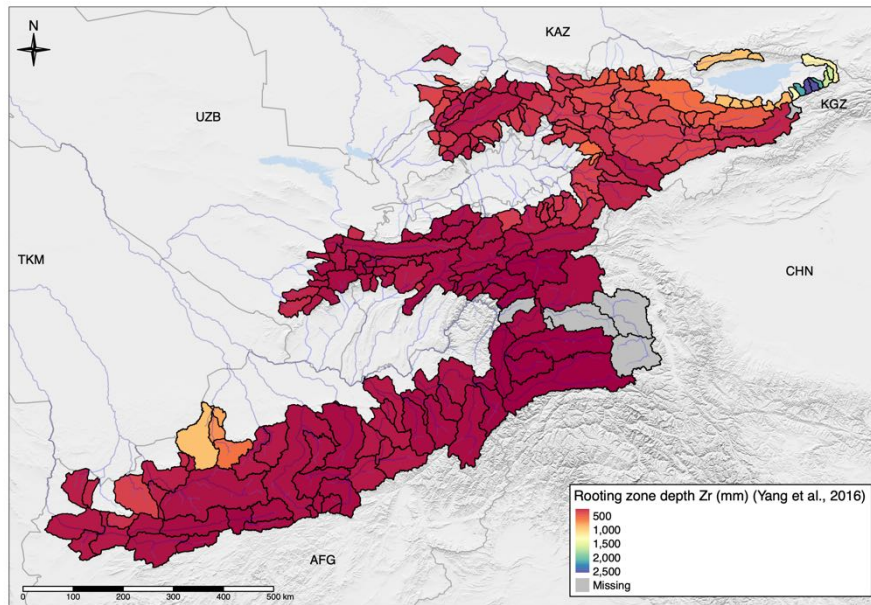 N
KAZ
KGZ
UZB
TKM
CHN
AFG
Rooting zone depth Zr (mm) (Yang et al., 2016)
500
1,000
1,500
2,000
2,500
Missing
0 100 200 300 400 500 km